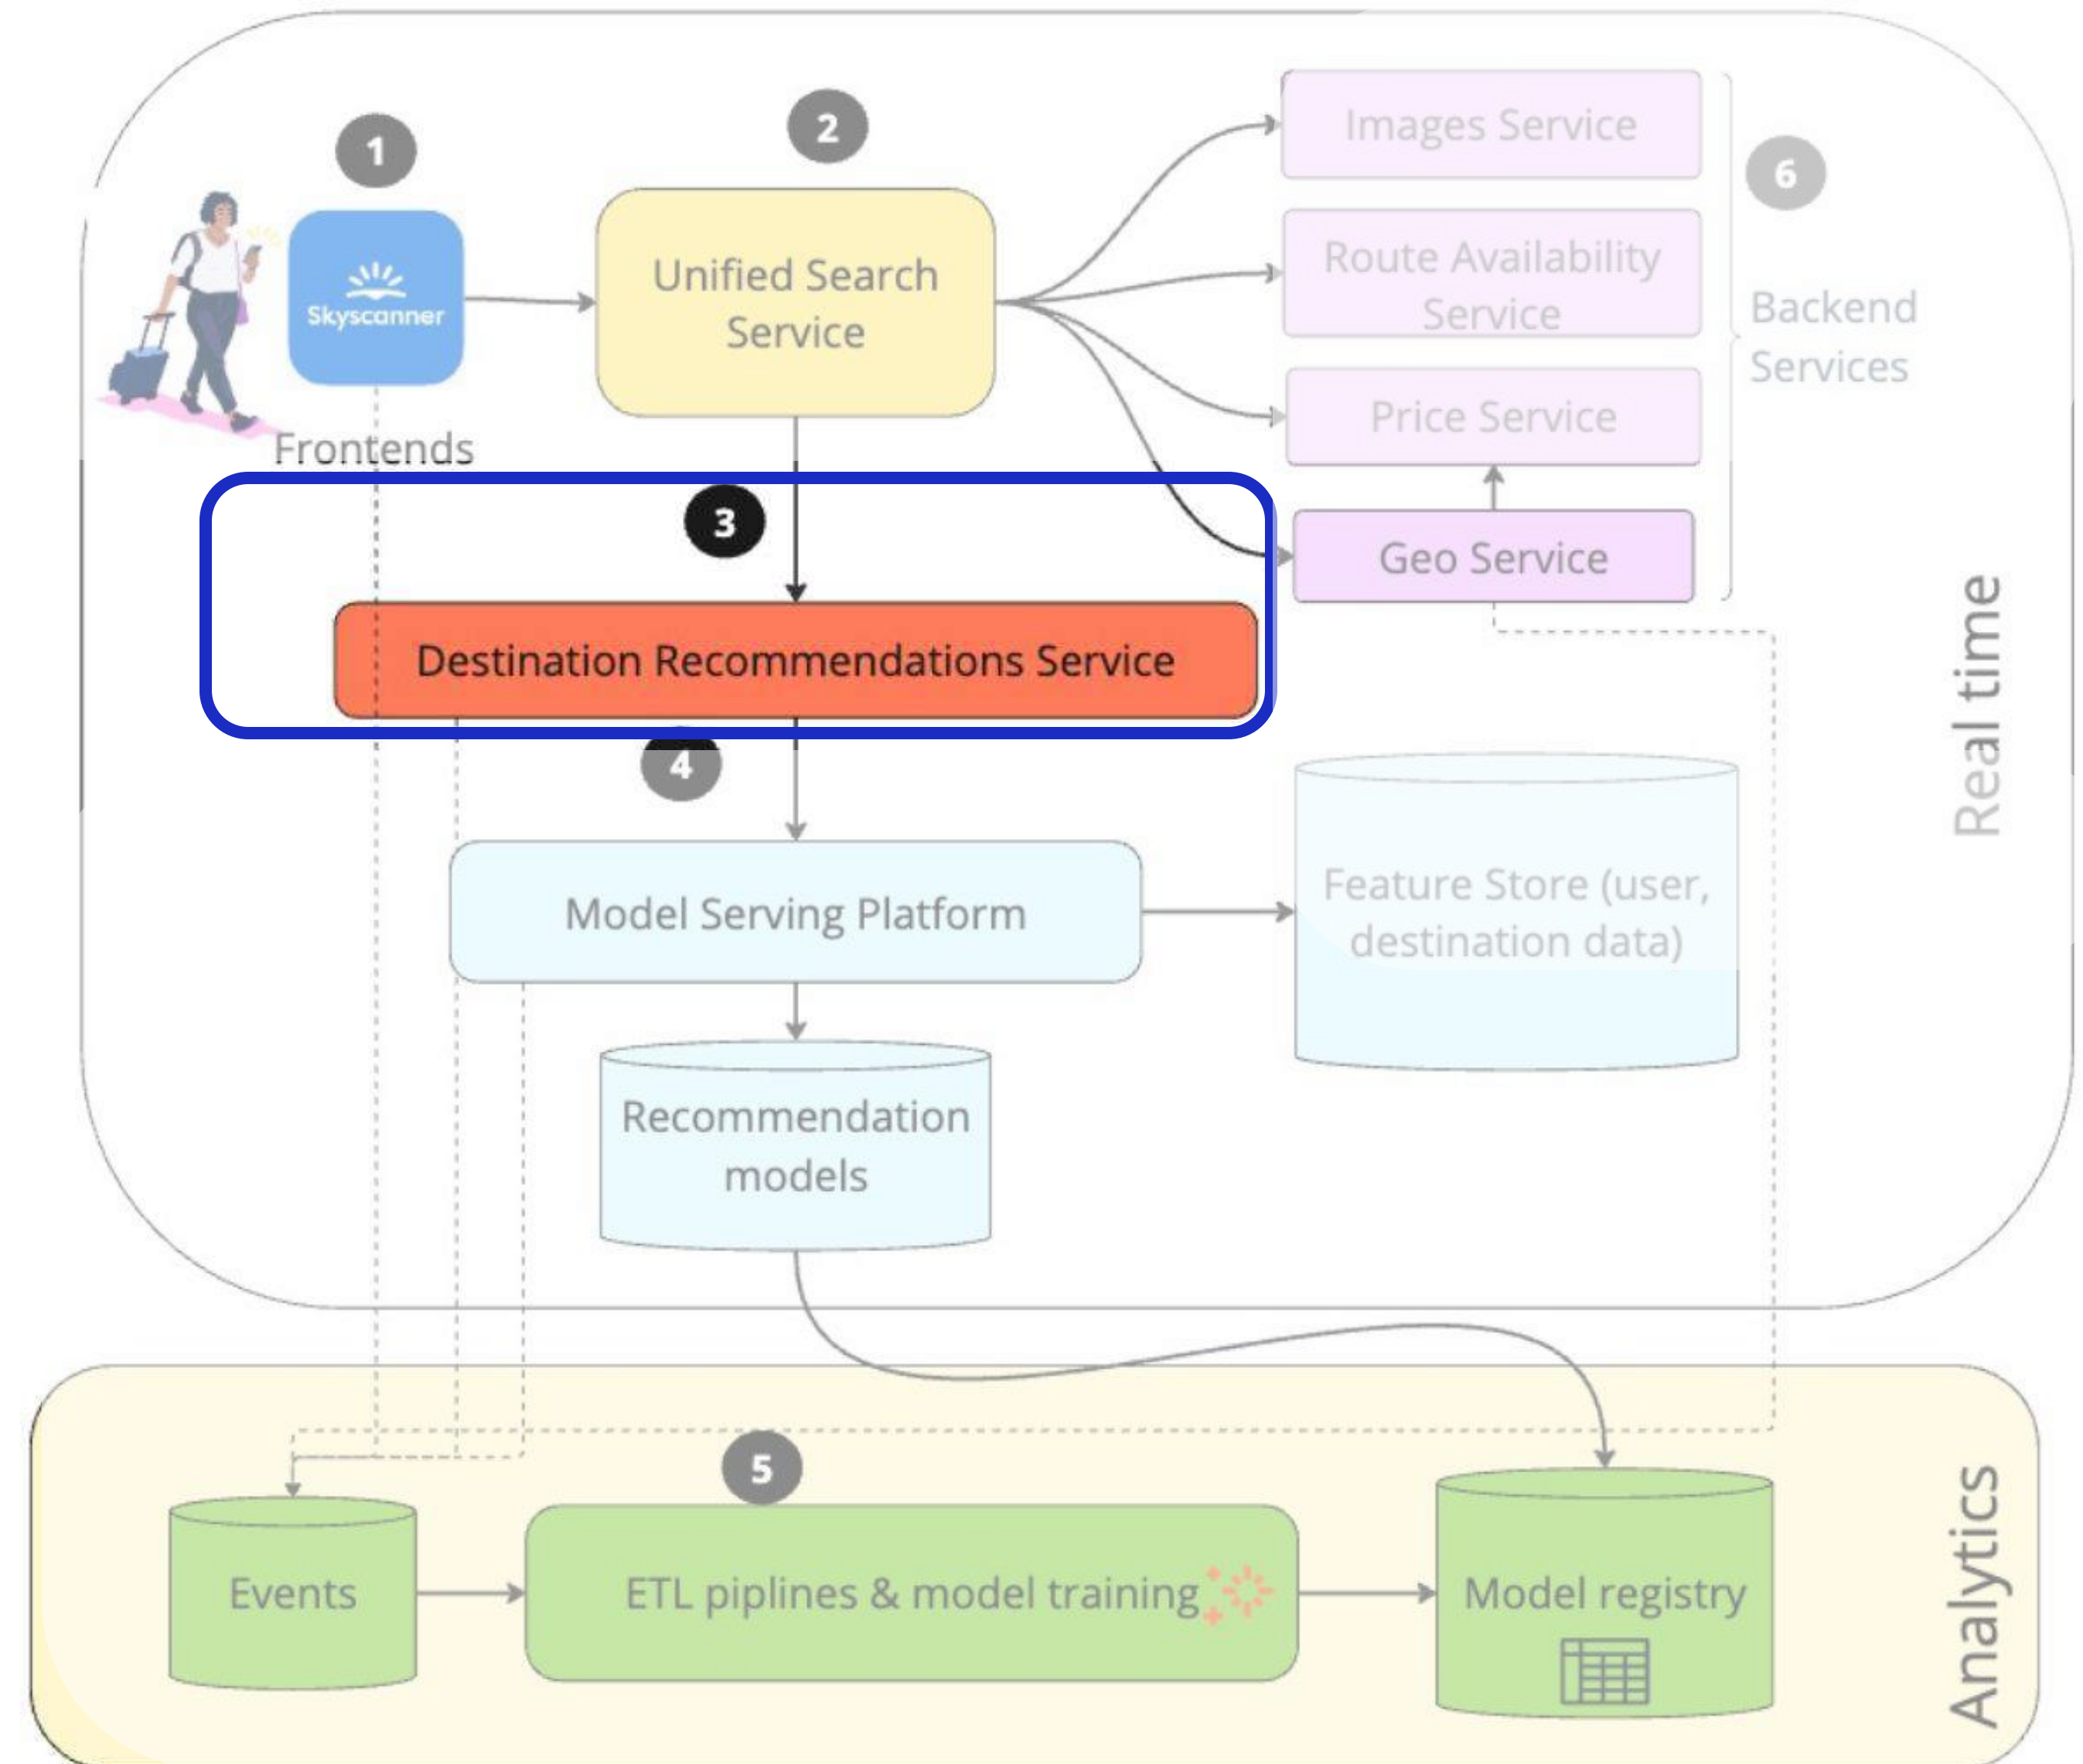 1
2
Images Service
6
Route Availability
Service
Skyscanner
Unified Search
Service
Backend
Services
Price Service
Frontends
3
Geo Service
Destination Recommendations Service
Real time
4
Model Serving Platform
Feature Store (user,
destination data)
Recommendation
models
5
Events
ETL piplines & model training
Model registry
Analytics